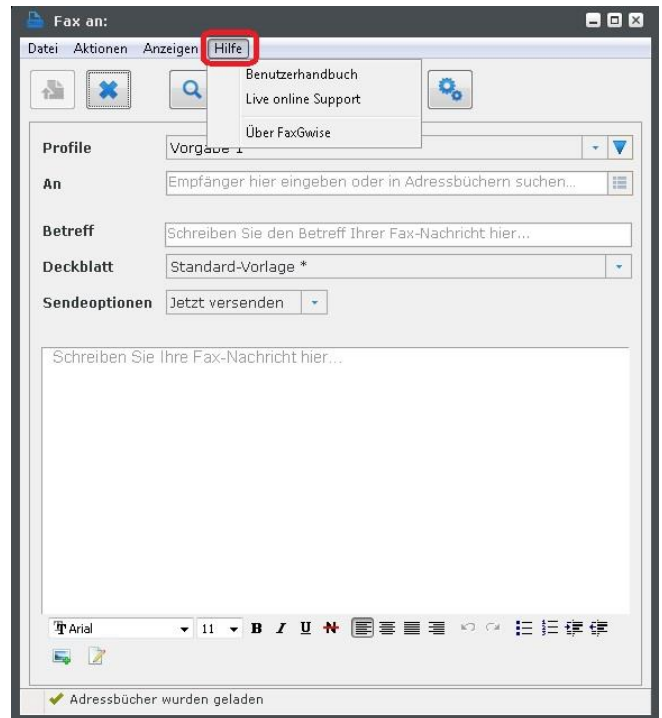 Fax an:
Datei Aktionen Anzeigen Hilfe
Benutzerhandbuch
Live online Support
Über FaxGwise
Profile Vorgabe 1
An Empfänger hier eingeben oder in Adressbüchern suchen...
Betreff Schreiben Sie den Betreff Ihrer Fax-Nachricht hier...
Deckblatt Standard-Vorlage *
Sendeoptionen Jetzt versenden
Schreiben Sie Ihre Fax-Nachricht hier...
Arial 11 B I U N
Adressbücher wurden geladen